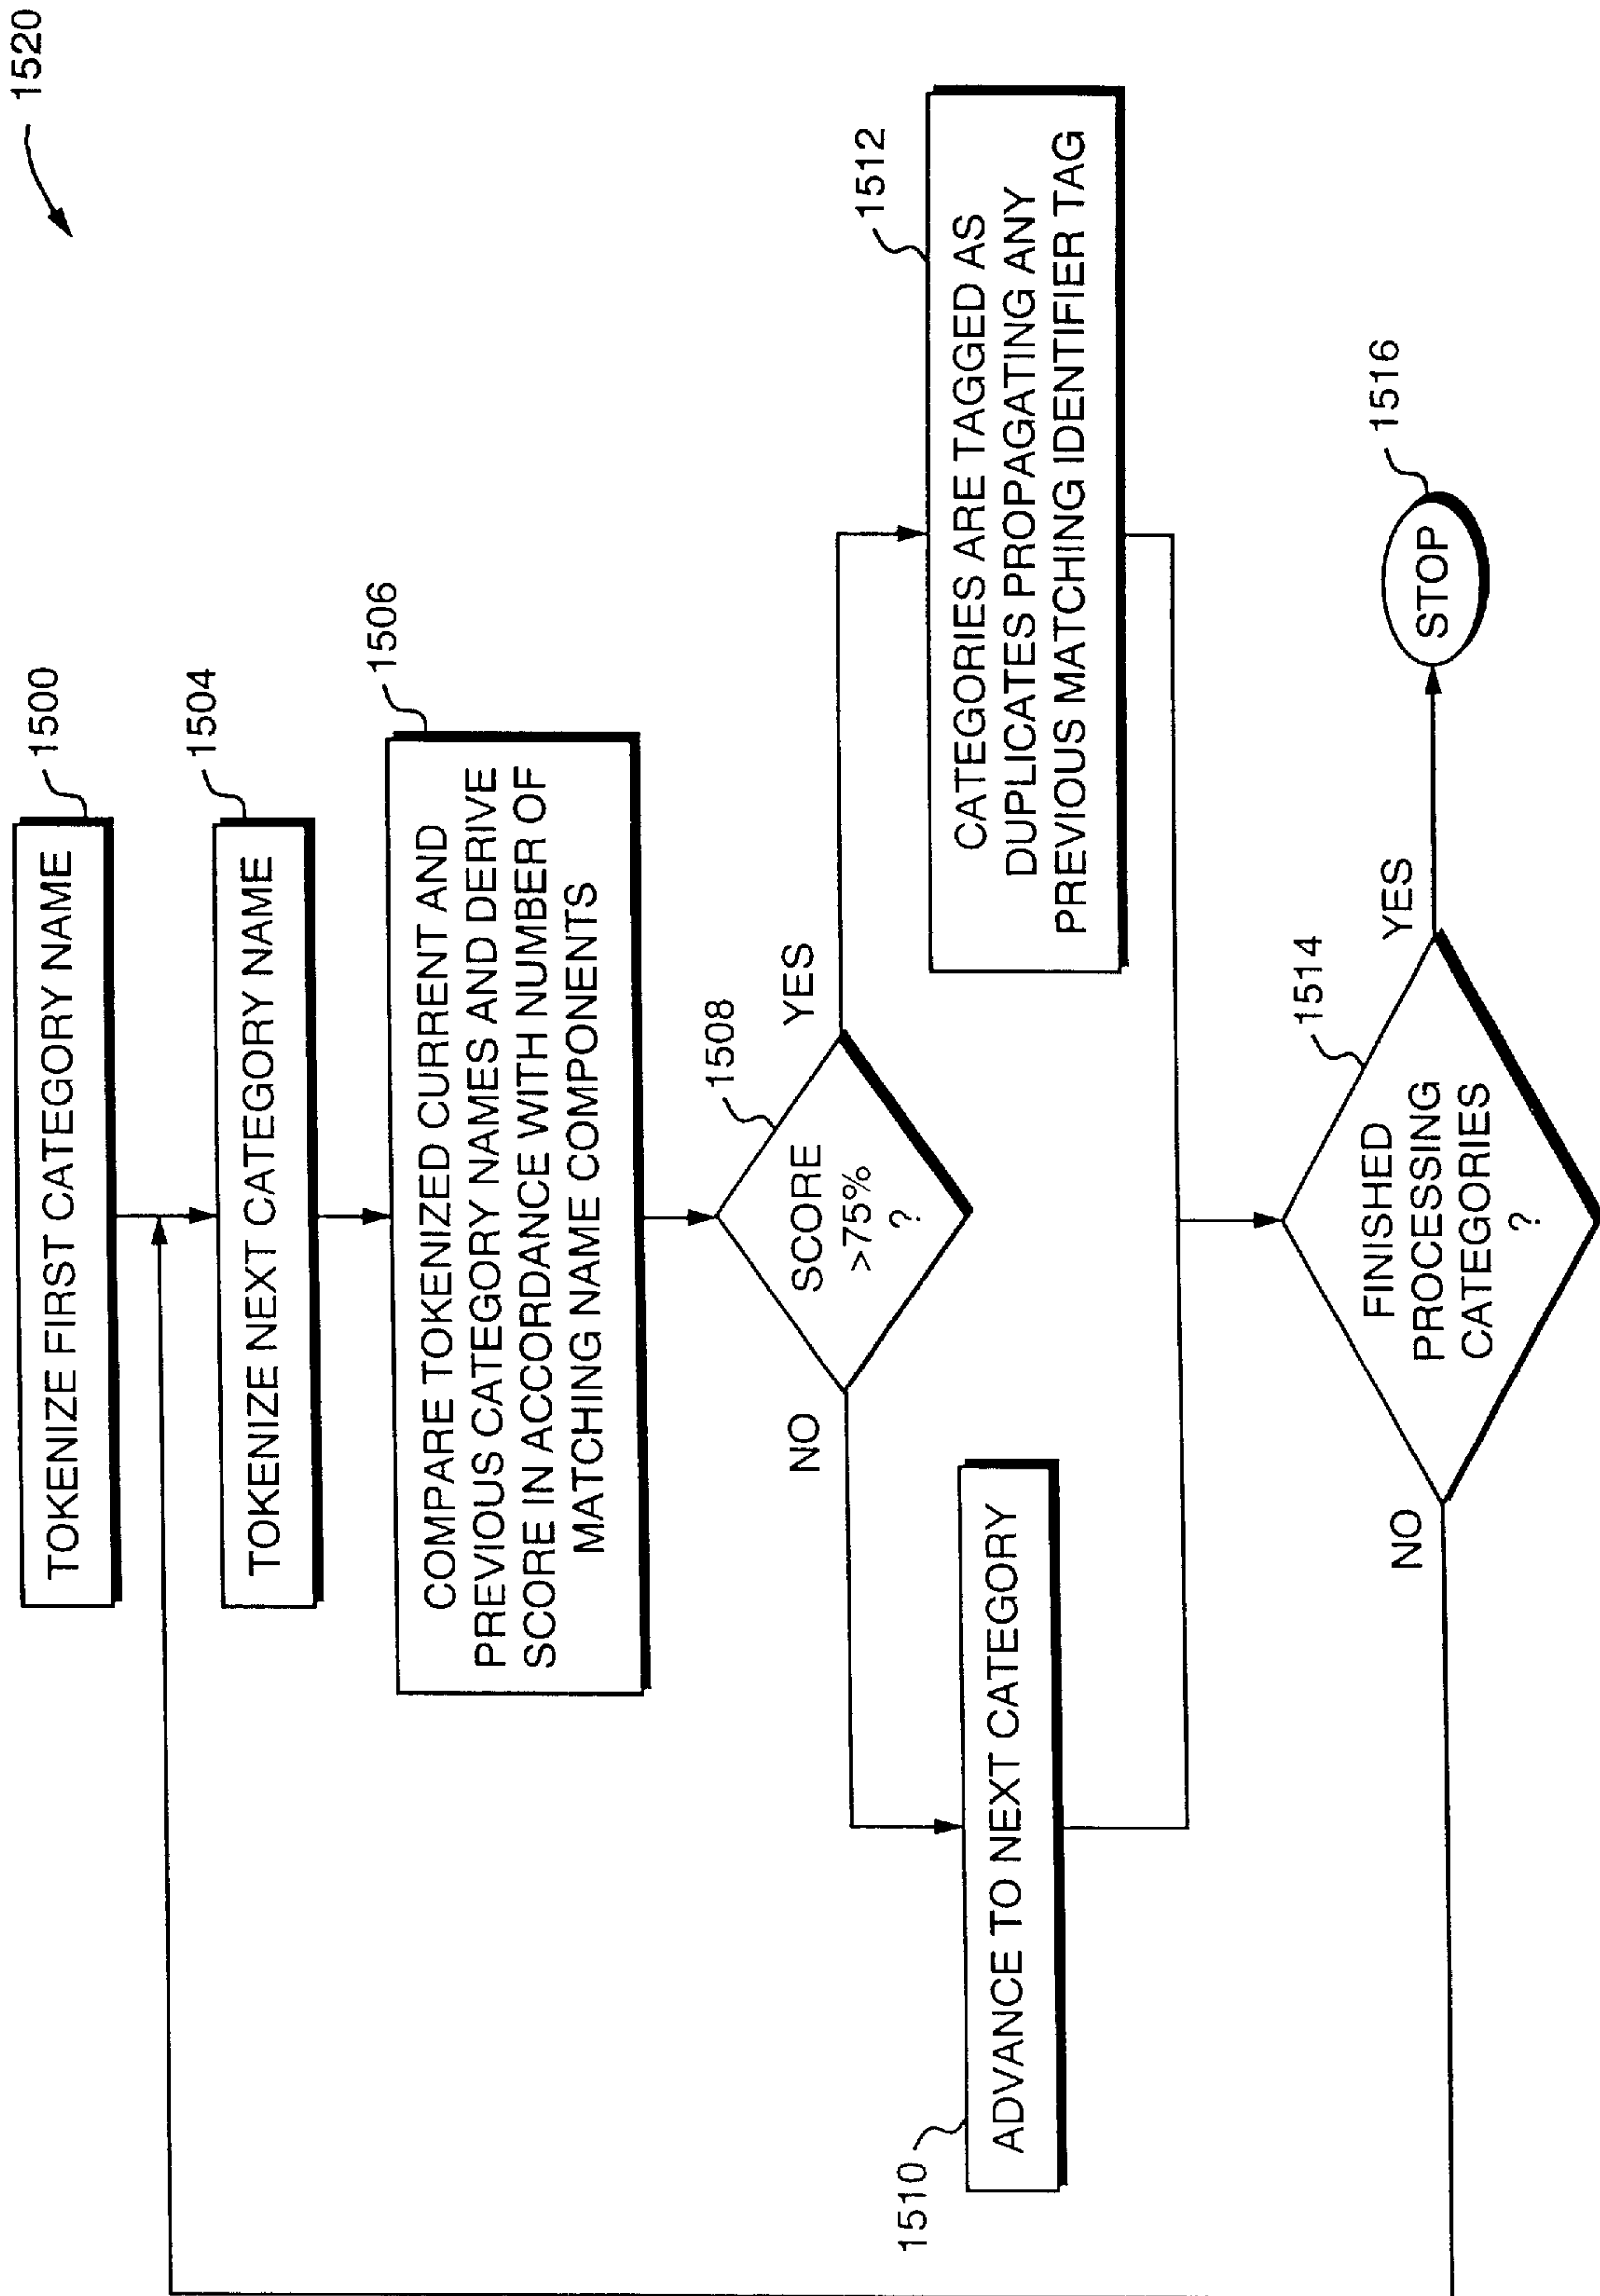 1520
TOKENIZE FIRST CATEGORY NAME
1500
TOKENIZE NEXT CATEGORY NAME
1504
COMPARE TOKENIZED CURRENT AND
PREVIOUS CATEGORY NAMES AND DERIVE
SCORE IN ACCORDANCE WITH NUMBER OF
MATCHING NAME COMPONENTS
1506
SCORE
>75%
?
1508
NO
YES
1510
ADVANCE TO NEXT CATEGORY
CATEGORIES ARE TAGGED AS
DUPLICATES PROPAGATING ANY
PREVIOUS MATCHING IDENTIFIER TAG
1512
FINISHED
PROCESSING
CATEGORIES
?
1514
NO
YES
STOP
1516